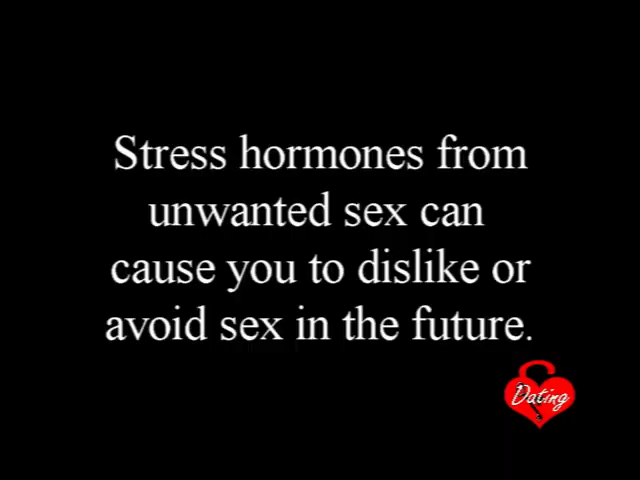 Stress hormones from
unwanted sex can
cause you to dislike or
avoid sex in the future.
Dating